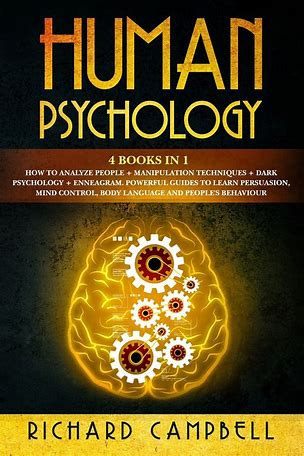 HUMAN
PSYCHOLOGY
4 BOOKS IN 1
HOW TO ANALYZE PEOPLE + MANIPULATION TECHNIQUES + DARK
PSYCHOLOGY + ENNEAGRAM. POWERFUL GUIDES TO LEARN PERSUASION,
MIND CONTROL, BODY LANGUAGE AND PEOPLE'S BEHAVIOUR
RICHARD CAMPBELL